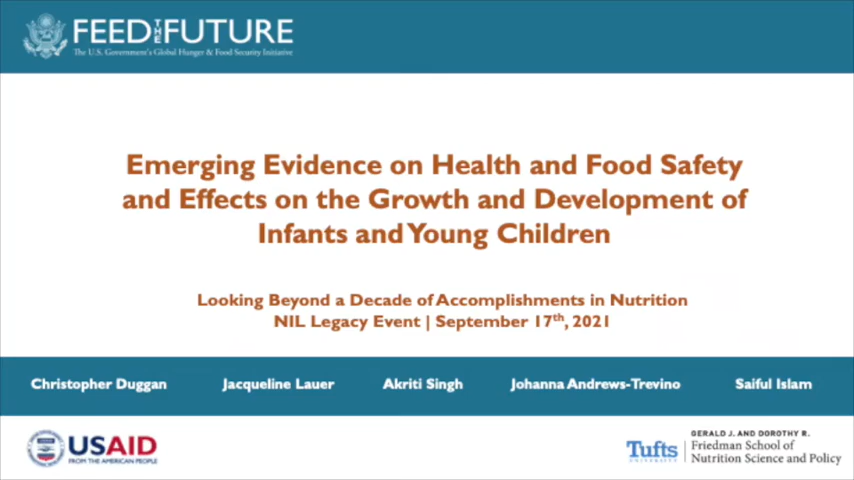 FEED THE FUTURE
The U.S. Government's Global Hunger & Food Security Initiative
Emerging Evidence on Health and Food Safety
and Effects on the Growth and Development of
Infants and Young Children
Looking Beyond a Decade of Accomplishments in Nutrition
NIL Legacy Event | September 17th, 2021
Christopher Duggan
Jacqueline Lauer
Akriti Singh
Johanna Andrews-Trevino
Saiful Islam
USAID
FROM THE AMERICAN PEOPLE
Tufts
UNIVERSITY
GERALD J. AND DOROTHY R.
Friedman School of
Nutrition Science and Policy